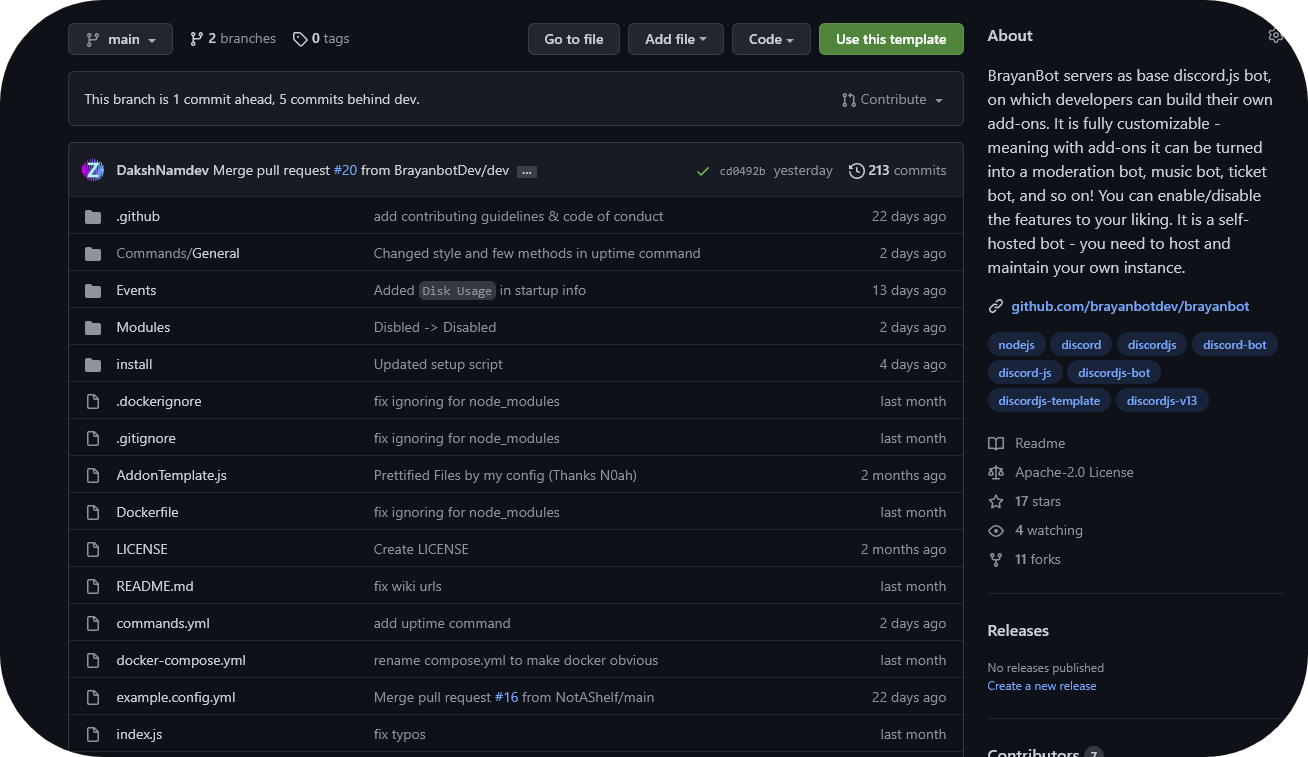 main
2 branches
0 tags
Go to file
Add file
Code
Use this template
This branch is 1 commit ahead, 5 commits behind dev.
Contribute
DakshNamdev Merge pull request #20 from BrayanbotDev/dev ...
cd0492b yesterday
213 commits
.github add contributing guidelines & code of conduct 22 days ago
Commands/General Changed style and few methods in uptime command 2 days ago
Events Added Disk Usage in startup info 13 days ago
Modules Disbled -> Disabled 2 days ago
install Updated setup script 4 days ago
.dockerignore fix ignoring for node_modules last month
.gitignore fix ignoring for node_modules last month
AddonTemplate.js Prettified Files by my config (Thanks N0ah) 2 months ago
Dockerfile fix ignoring for node_modules last month
LICENSE Create LICENSE 2 months ago
README.md fix wiki urls last month
commands.yml add uptime command 2 days ago
docker-compose.yml rename compose.yml to make docker obvious last month
example.config.yml Merge pull request #16 from NotAShelf/main 22 days ago
index.js fix typos last month
About
BrayanBot servers as base discord.js bot,
on which developers can build their own
add-ons. It is fully customizable -
meaning with add-ons it can be turned
into a moderation bot, music bot, ticket
bot, and so on! You can enable/disable
the features to your liking. It is a self-
hosted bot - you need to host and
maintain your own instance.
github.com/brayanbotdev/brayanbot
nodejs discord discordjs discord-bot
discord-js discordjs-bot
discordjs-template discordjs-v13
Readme
Apache-2.0 License
17 stars
4 watching
11 forks
Releases
No releases published
Create a new release
Contributors 7